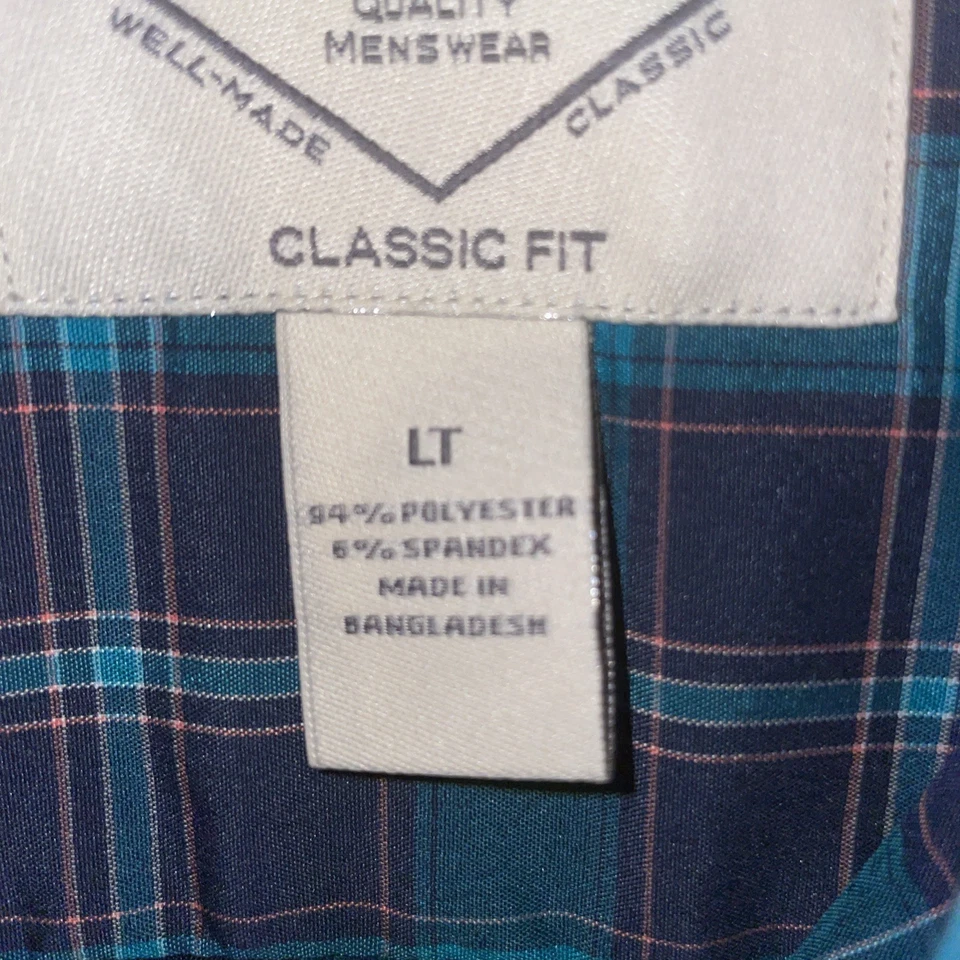 QUALITY
MENSWEAR
WELL-MADE
CLASSIC
CLASSIC FIT
LT
94% POLYESTER
6% SPANDEX
MADE IN
BANGLADESH